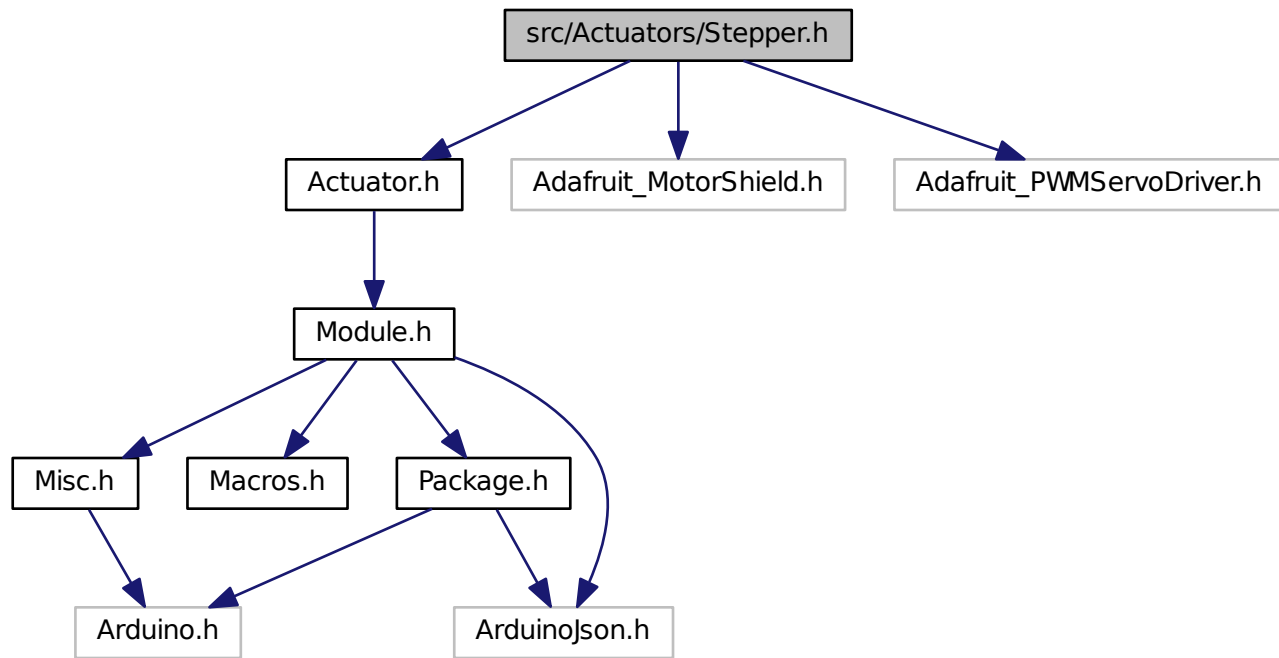 src/Actuators/Stepper.h
Actuator.h
Adafruit_MotorShield.h
Adafruit_PWMServoDriver.h
Module.h
Misc.h
Macros.h
Package.h
Arduino.h
ArduinoJson.h